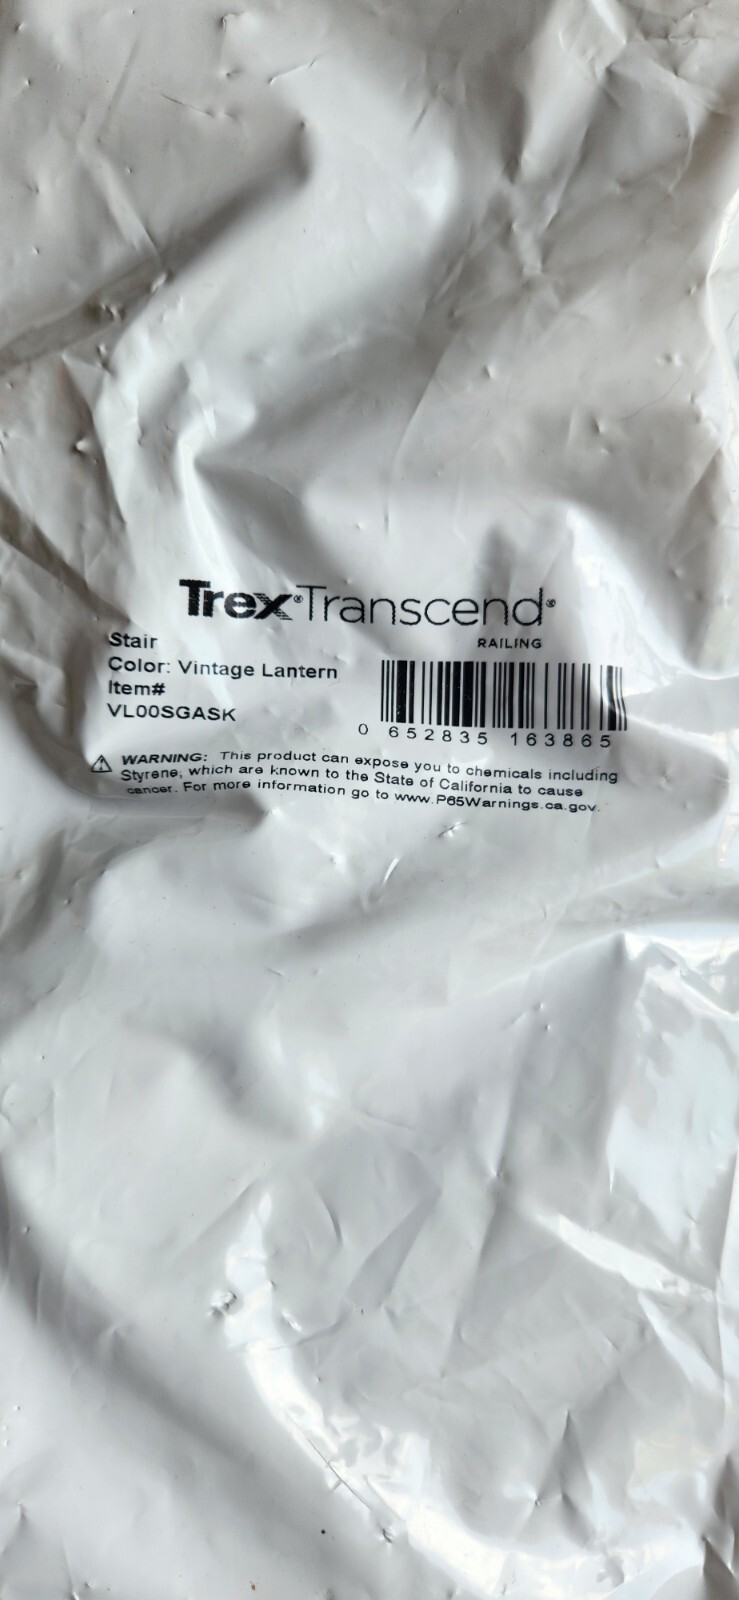 Trex® Transcend®
RAILING
Stair
Color: Vintage Lantern
Item#
VL00SGASK
0 652835 163865
⚠ WARNING: This product can expose you to chemicals including
Styrene, which are known to the State of California to cause
cancer. For more information go to www.P65Warnings.ca.gov.